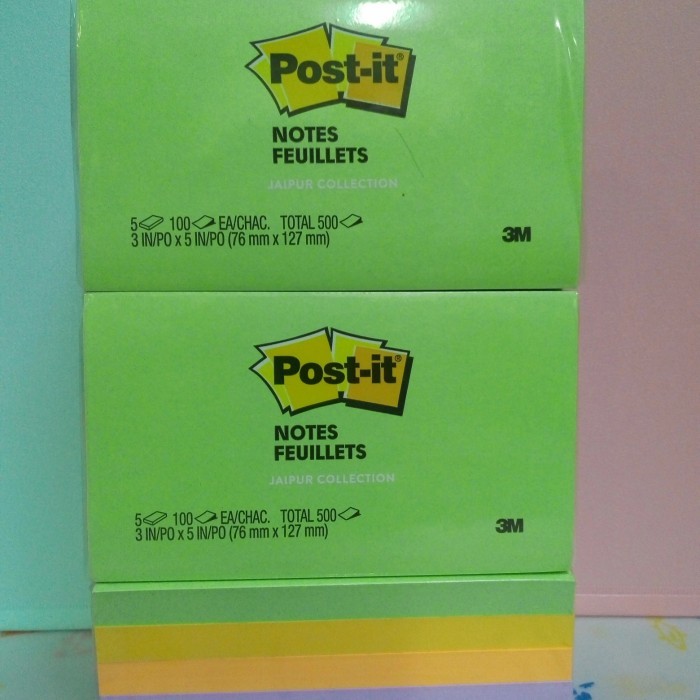 Post-it®
NOTES
FEUILLETS
JAIPUR COLLECTION
5 100 EA/CHAC. TOTAL 500
3 IN/PO x 5 IN/PO (76 mm x 127 mm)
3M
Post-it®
NOTES
FEUILLETS
JAIPUR COLLECTION
5 100 EA/CHAC. TOTAL 500
3 IN/PO x 5 IN/PO (76 mm x 127 mm)
3M